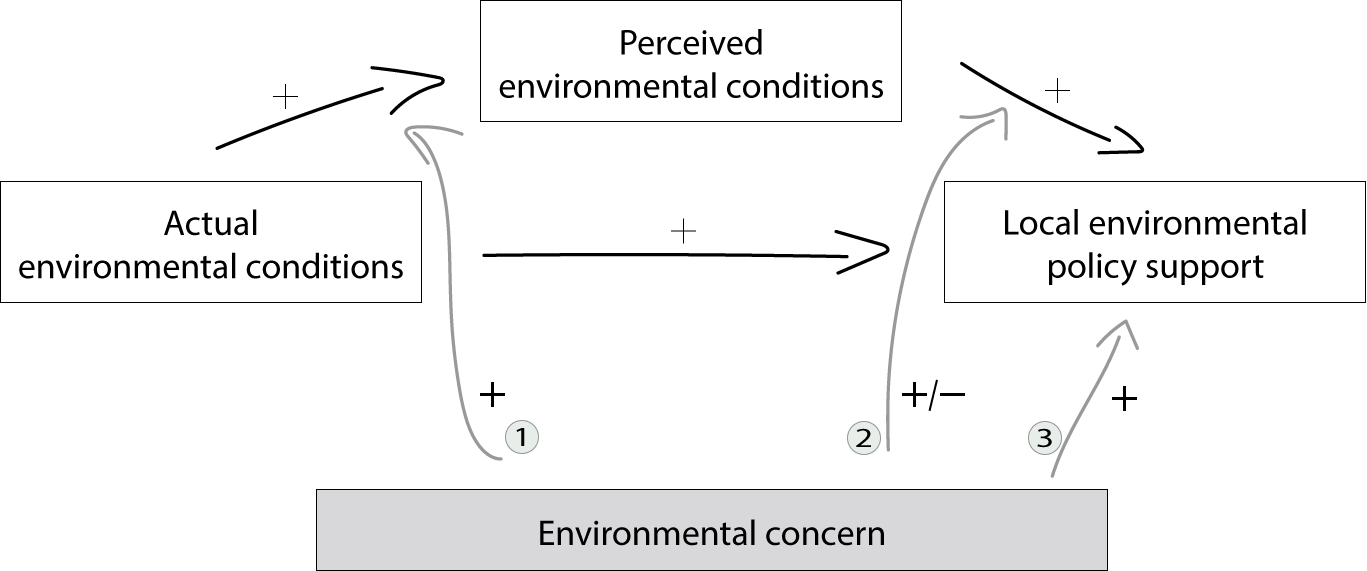 Perceived
environmental conditions
+
+
Actual
environmental conditions
+
Local environmental
policy support
+
1
+/−
2
+
3
Environmental concern